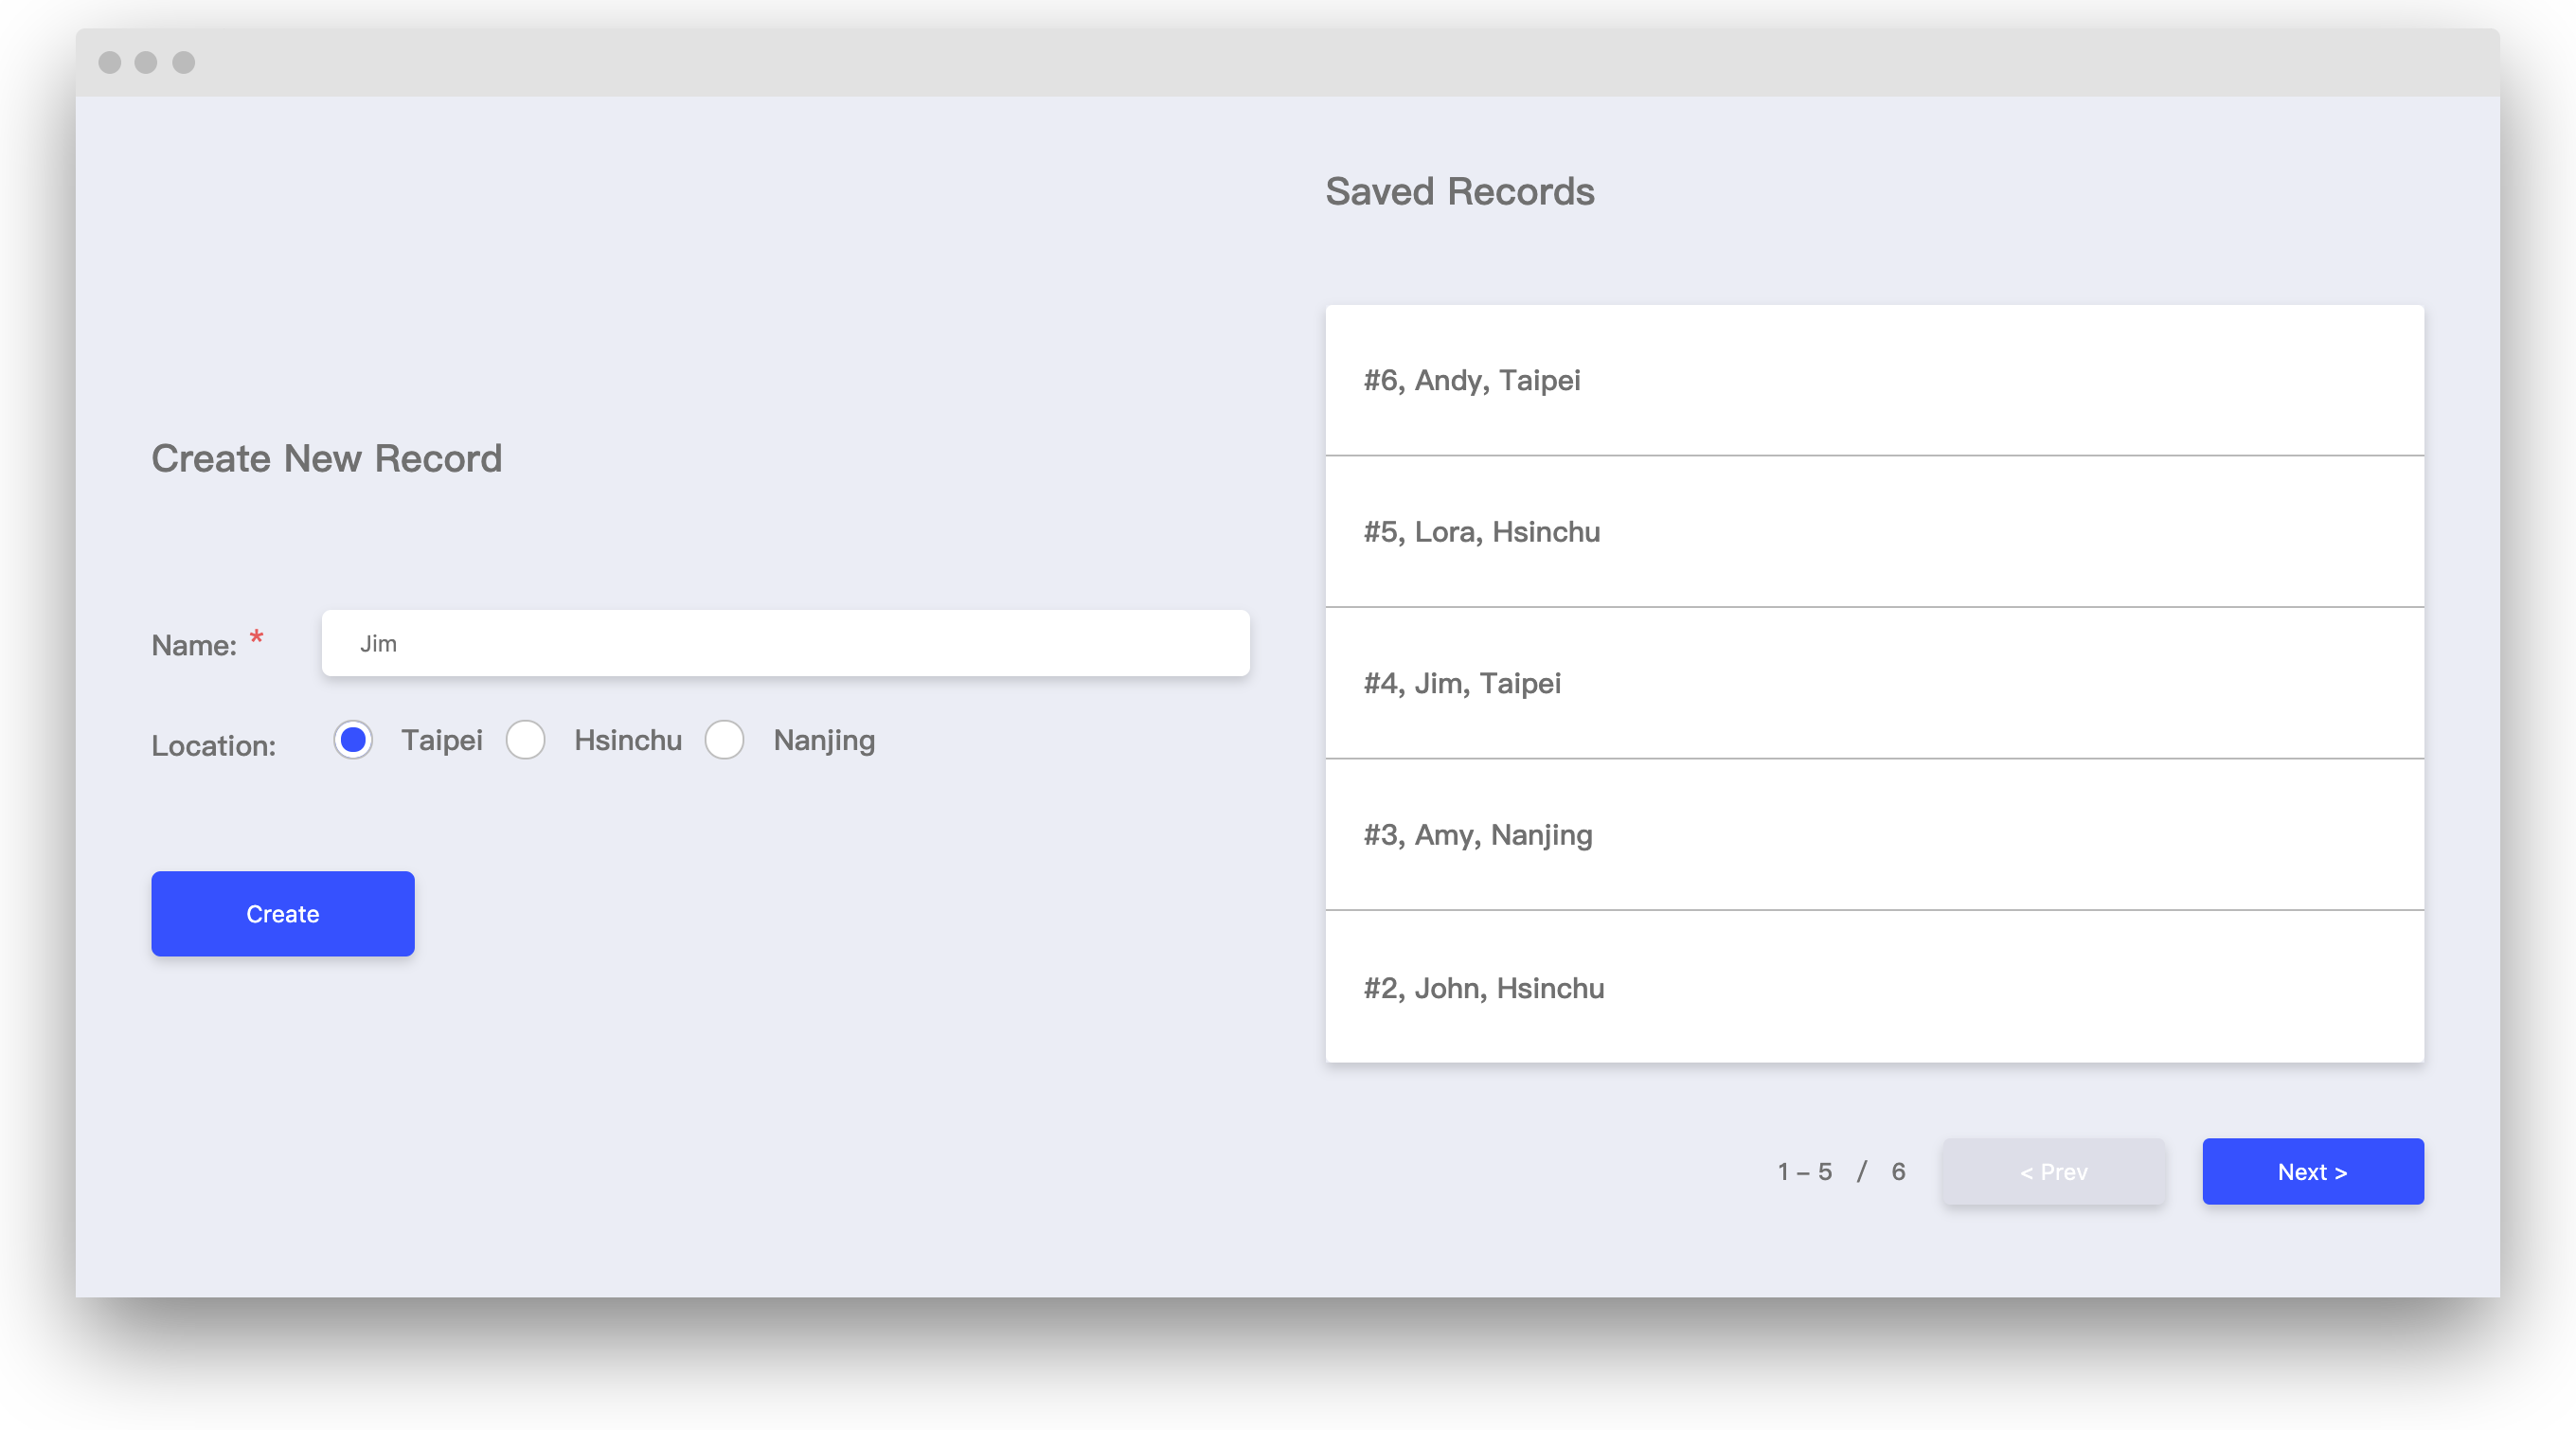 Create New Record
Name: *
Jim
Location:
Taipei
Hsinchu
Nanjing
Create
Saved Records
#6, Andy, Taipei
#5, Lora, Hsinchu
#4, Jim, Taipei
#3, Amy, Nanjing
#2, John, Hsinchu
1 – 5 / 6
< Prev
Next >